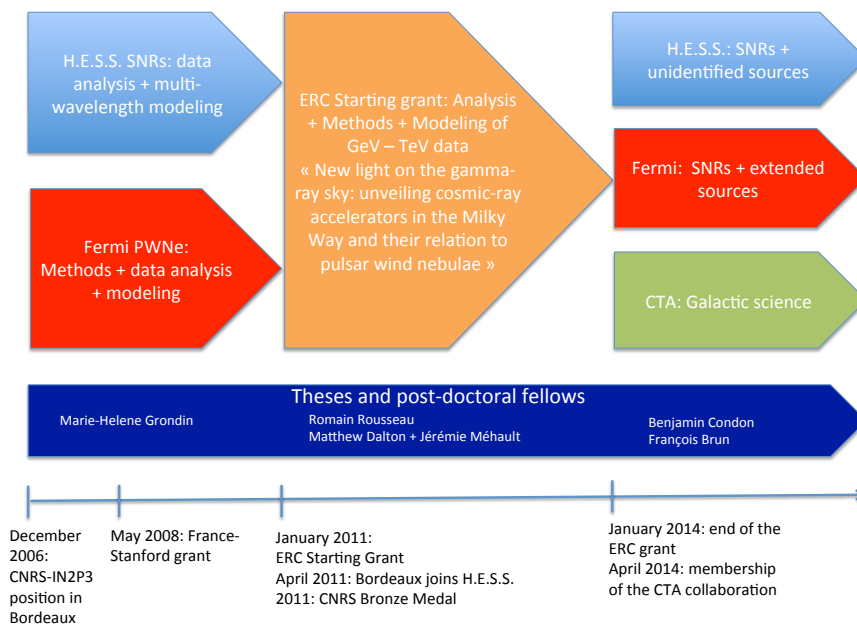 H.E.S.S. SNRs: data
analysis + multi-
wavelength modeling
Fermi PWNe:
Methods + data analysis
+ modeling
ERC Starting grant: Analysis
+ Methods + Modeling of
GeV – TeV data
« New light on the gamma-
ray sky: unveiling cosmic-ray
accelerators in the Milky
Way and their relation to
pulsar wind nebulae »
H.E.S.S.: SNRs +
unidentified sources
Fermi: SNRs + extended
sources
CTA: Galactic science
Theses and post-doctoral fellows
Marie-Helene Grondin
Romain Rousseau
Matthew Dalton + Jérémie Méhault
Benjamin Condon
François Brun
December
2006:
CNRS-IN2P3
position in
Bordeaux
May 2008: France-
Stanford grant
January 2011:
ERC Starting Grant
April 2011: Bordeaux joins H.E.S.S.
2011: CNRS Bronze Medal
January 2014: end of the
ERC grant
April 2014: membership
of the CTA collaboration